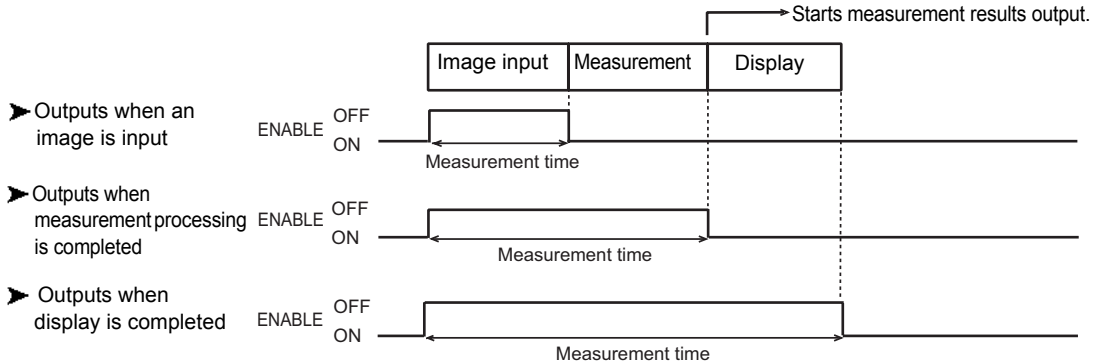 Starts measurement results output.
Image input Measurement Display
Outputs when an
image is input
ENABLE OFF
ON
Measurement time
Outputs when
measurement processing
is completed
ENABLE OFF
ON
Measurement time
Outputs when
display is completed
ENABLE OFF
ON
Measurement time